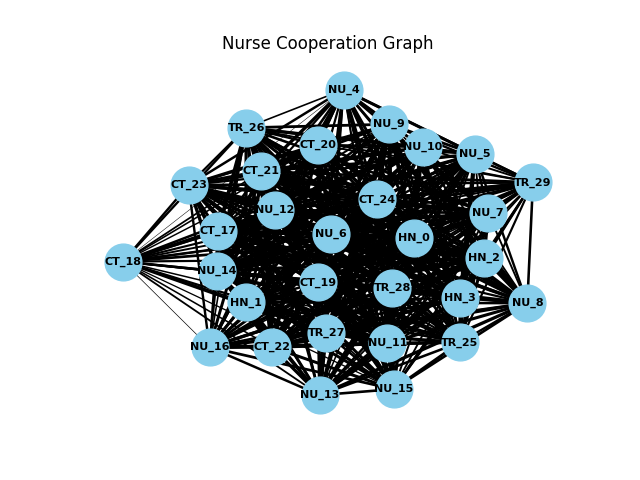 Nurse Cooperation Graph
NU_4
NU_9
TR_26
CT_20
NU_10
NU_5
CT_21
TR_29
CT_23
CT_24
NU_12
NU_7
CT_17
NU_6
HN_0
HN_2
CT_18
NU_14
CT_19
TR_28
HN_3
HN_1
NU_8
TR_27
TR_25
NU_11
NU_16
CT_22
NU_15
NU_13